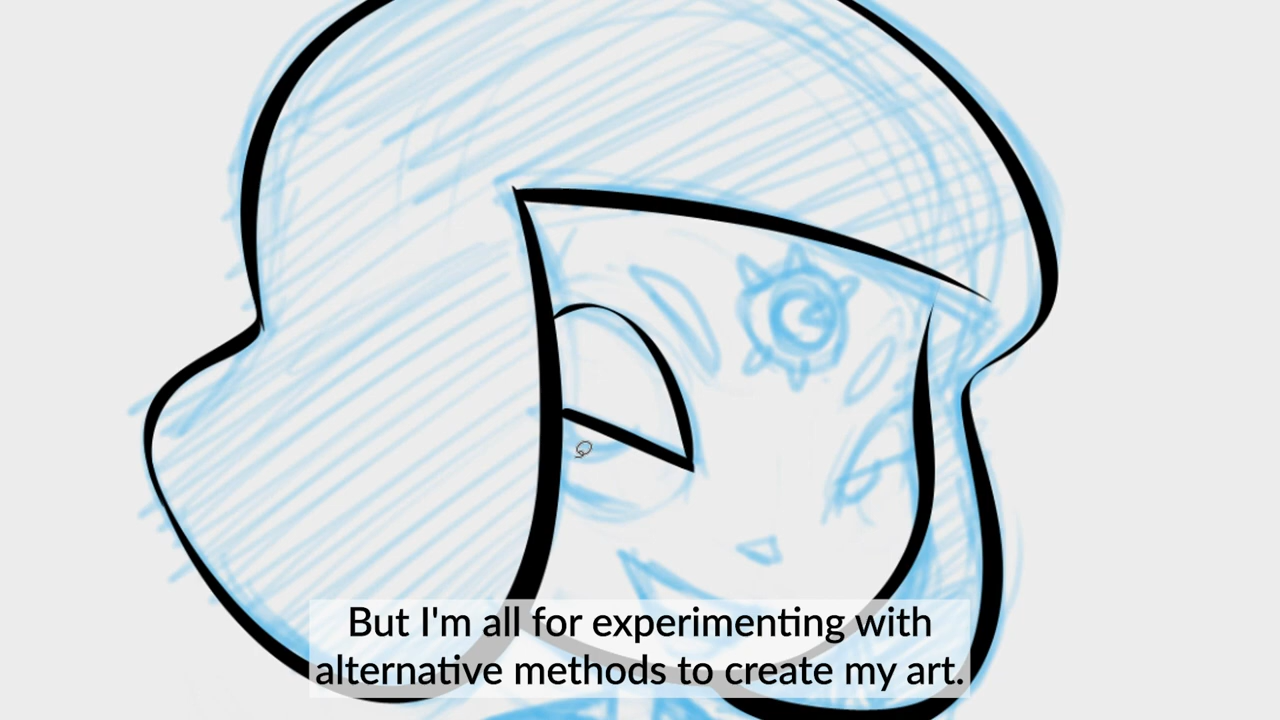 But I'm all for experimenting with
alternative methods to create my art.